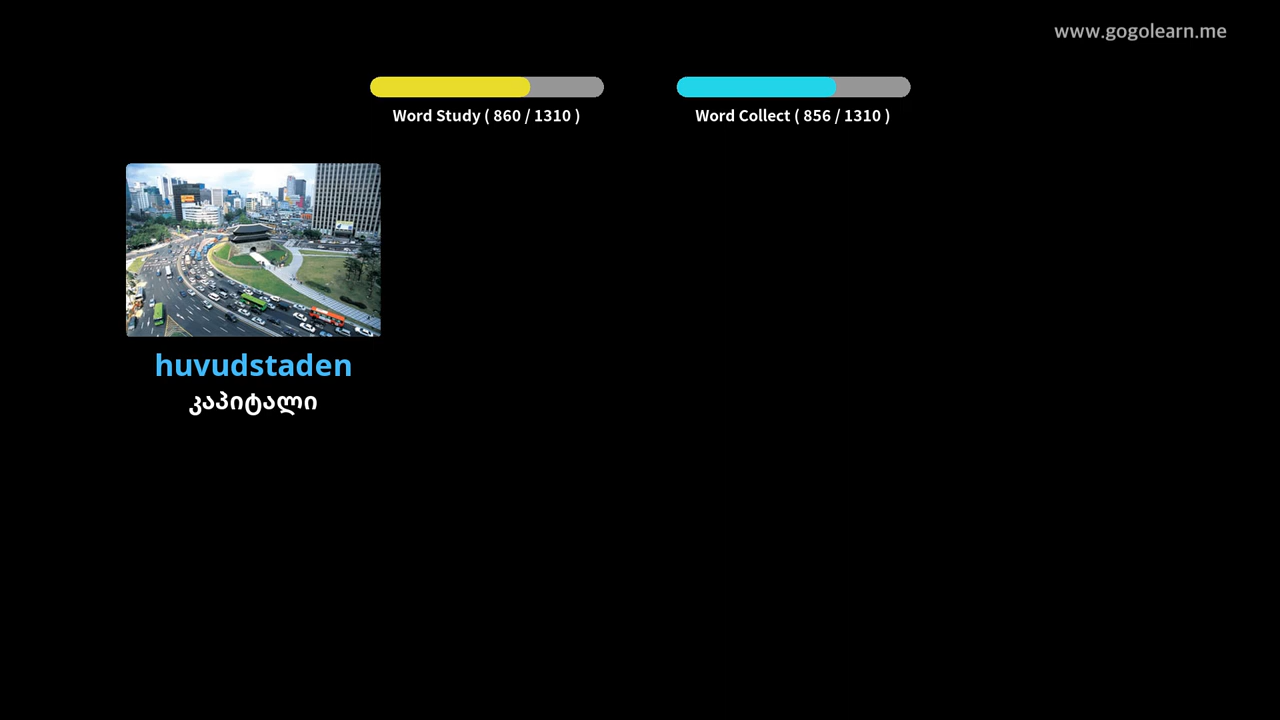 www.gogolearn.me
Word Study ( 860 / 1310 )
Word Collect ( 856 / 1310 )
huvudstaden
კაპიტალი